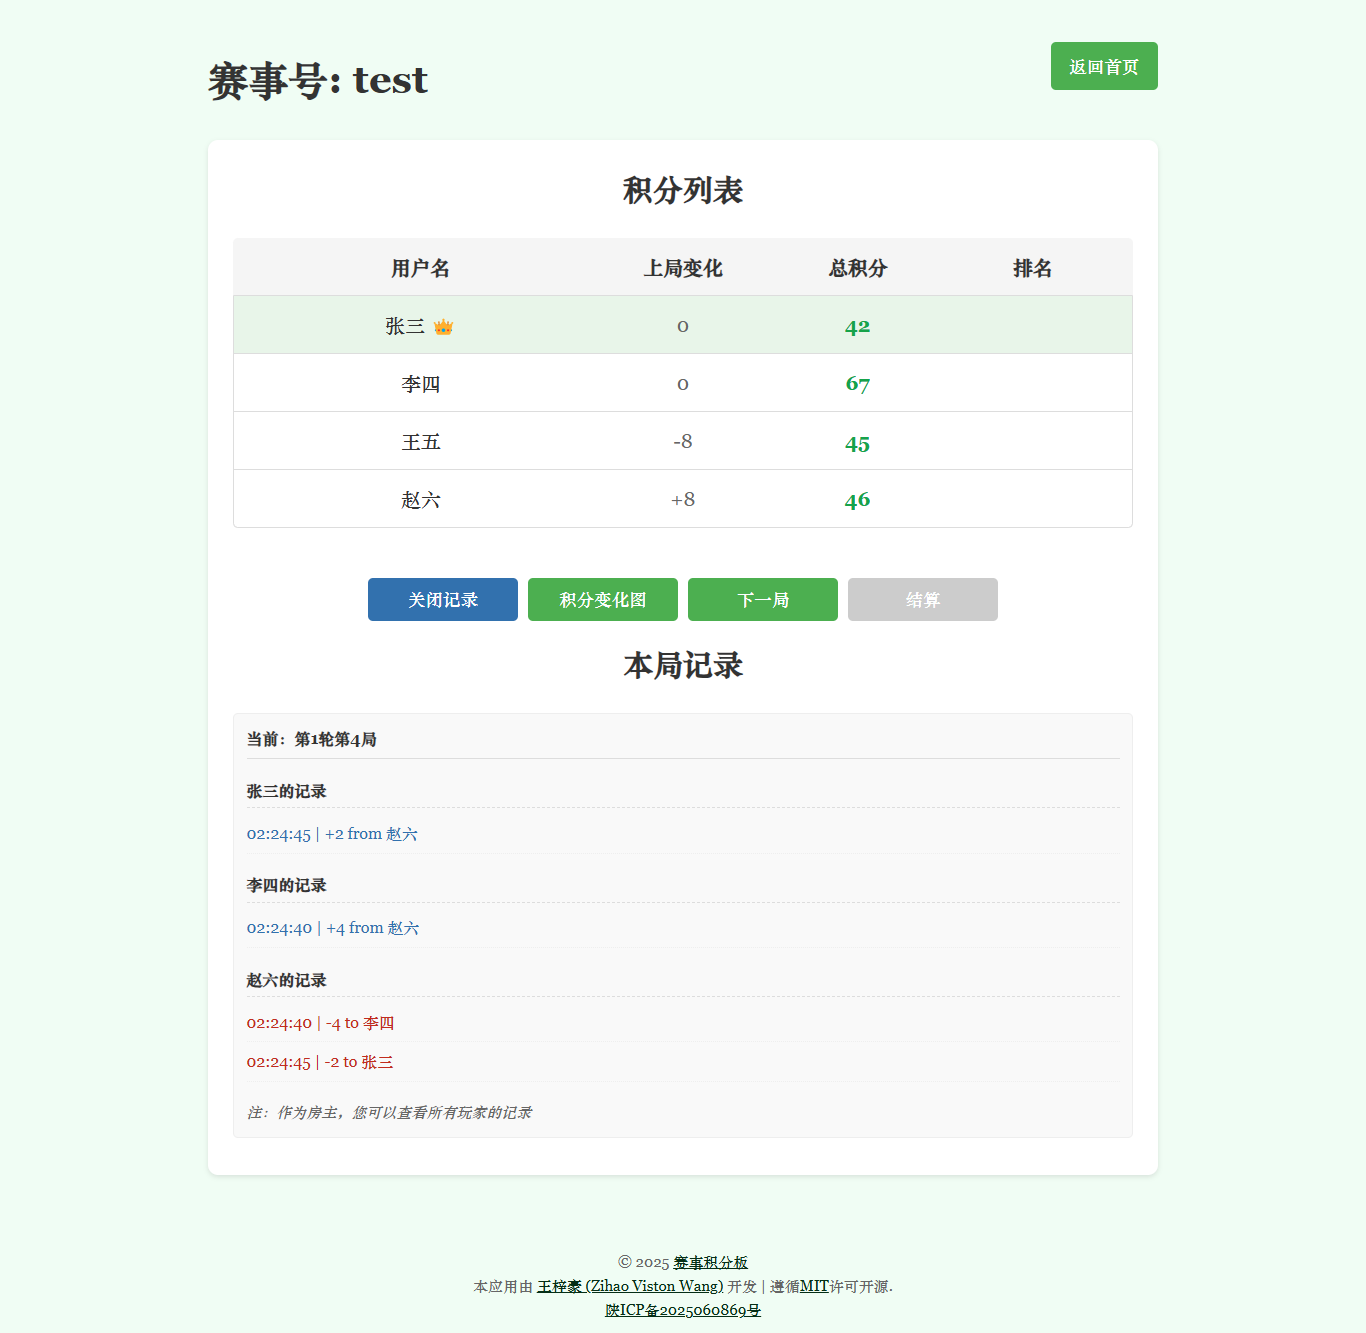 赛事号: test
返回首页
积分列表
用户名 上局变化 总积分 排名
张三 👑 0 42
李四 0 67
王五 -8 45
赵六 +8 46
关闭记录 积分变化图 下一局 结算
本局记录
当前：第1轮第4局
张三的记录
02:24:45 | +2 from 赵六
李四的记录
02:24:40 | +4 from 赵六
赵六的记录
02:24:40 | -4 to 李四
02:24:45 | -2 to 张三
注：作为房主，您可以查看所有玩家的记录
© 2025 赛事积分板
本应用由 王梓豪 (Zihao Viston Wang) 开发 | 遵循MIT许可开源.
陕ICP备2025060869号